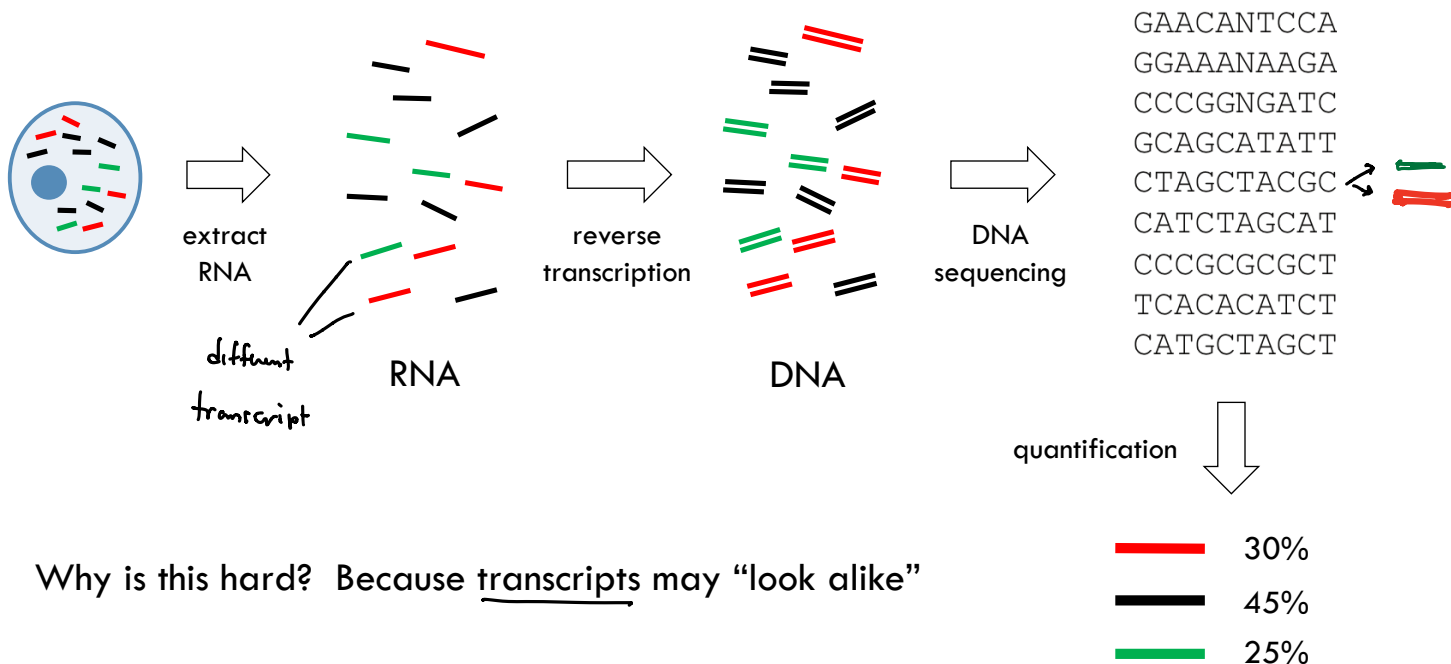 GAACANTCCA
GGAAANAAGA
CCCGGNGATC
GCAGCATATT
CTAGCTACGC
CATCTAGCAT
CCCGCGCGCT
TCACACATCT
CATGCTAGCT
extract
RNA
reverse
transcription
DNA
sequencing
different
transcript
RNA
DNA
quantification
30%
45%
25%
Why is this hard? Because transcripts may “look alike”